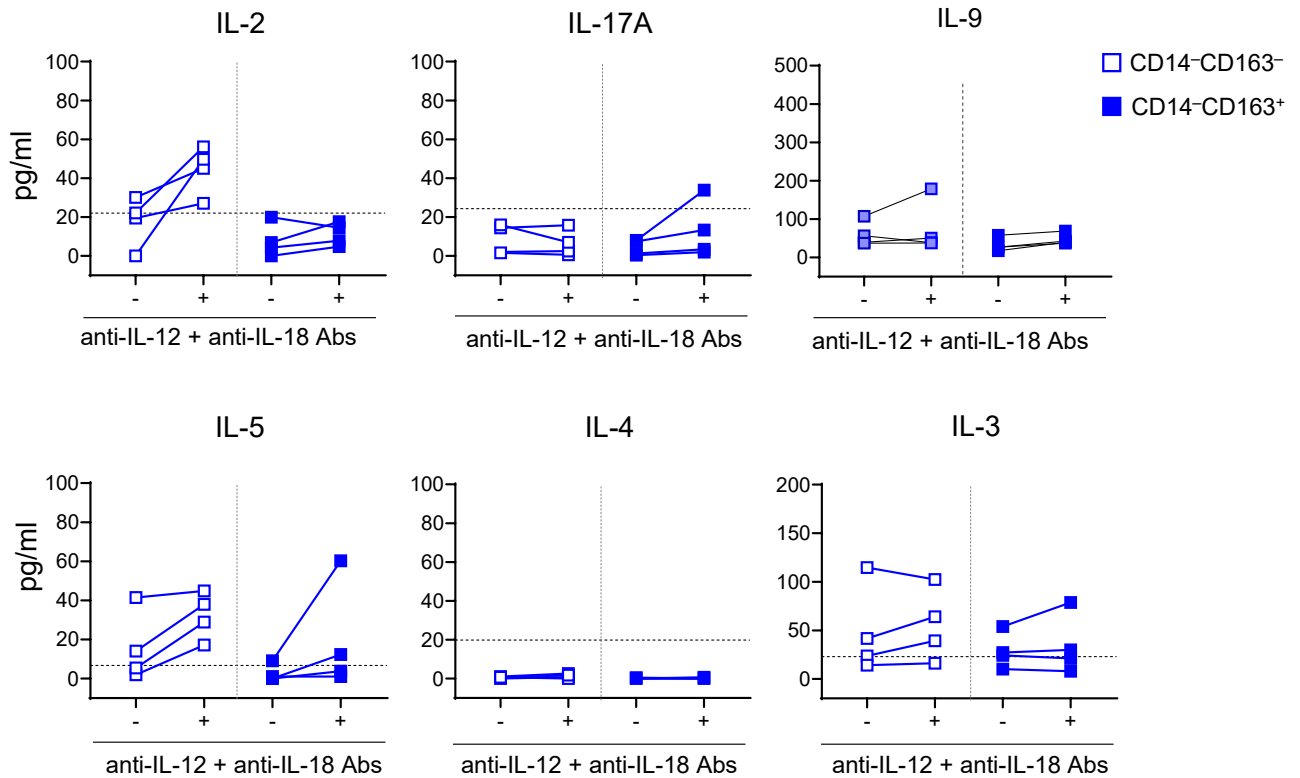 IL-2
IL-17A
IL-9
CD14⁻CD163⁻
CD14⁻CD163⁺
pg/ml
100
80
60
40
20
0
- + - +
anti-IL-12 + anti-IL-18 Abs
100
80
60
40
20
0
- + - +
anti-IL-12 + anti-IL-18 Abs
500
400
300
200
100
0
- + - +
anti-IL-12 + anti-IL-18 Abs
IL-5
IL-4
IL-3
pg/ml
100
80
60
40
20
0
- + - +
anti-IL-12 + anti-IL-18 Abs
100
80
60
40
20
0
- + - +
anti-IL-12 + anti-IL-18 Abs
200
150
100
50
0
- + - +
anti-IL-12 + anti-IL-18 Abs